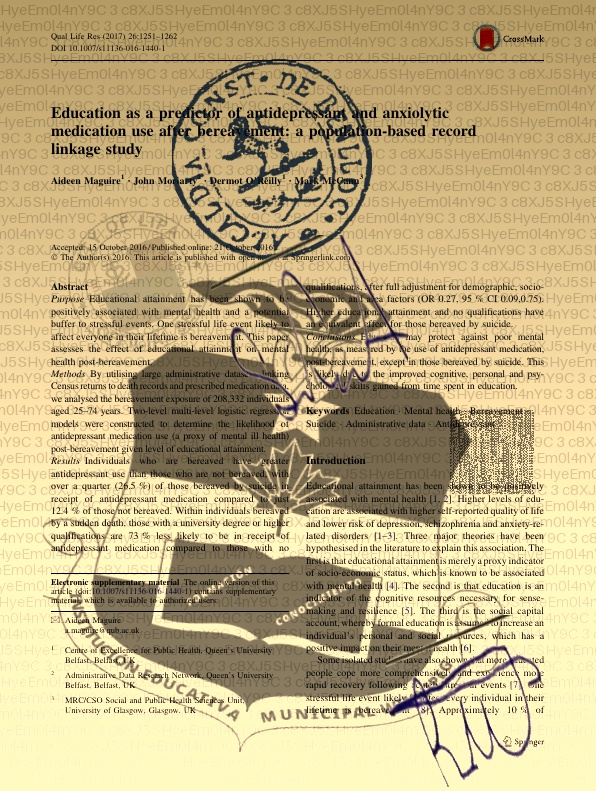 Qual Life Res (2017) 26:1251–1262
DOI 10.1007/s11136-016-1440-1
CrossMark
Education as a predictor of antidepressant and anxiolytic
medication use after bereavement: a population-based record
linkage study
Aideen Maguire1 · John Moriarty · Dermot O'Reilly1 · Mark McCann3
Accepted: 15 October 2016 / Published online: 21 October 2016
© The Author(s) 2016. This article is published with open at Springerlink.com
Abstract
Purpose Educational attainment has been shown to be
positively associated with mental health and a potential
buffer to stressful events. One stressful life event likely to
affect everyone in their lifetime is bereavement. This paper
assesses the effect of educational attainment on mental
health post-bereavement.
Methods By utilising large administrative datasets linking
Census returns to death records and prescribed medication data,
we analysed the bereavement exposure of 208,332 individuals
aged 25–74 years. Two-level multi-level logistic regression
models were constructed to determine the likelihood of
antidepressant medication use (a proxy of mental ill health)
post-bereavement given level of educational attainment.
Results Individuals who are bereaved have greater
antidepressant use than those who are not bereaved, with
over a quarter (26.5 %) of those bereaved by suicide in
receipt of antidepressant medication compared to just
12.4 % of those not bereaved. Within individuals bereaved
by a sudden death, those with a university degree or higher
qualifications are 73 % less likely to be in receipt of
antidepressant medication compared to those with no
qualifications, after full adjustment for demographic, socio-
economic and area factors (OR 0.27, 95 % CI 0.09,0.75).
Higher educational attainment and no qualifications have
an equivalent effect for those bereaved by suicide.
Conclusions may protect against poor mental
health, as measured by the use of antidepressant medication,
post-bereavement, except in those bereaved by suicide. This
is likely the improved cognitive, personal and psy-
chological skills gained from time spent in education.
Keywords Education · Mental health · Bereavement ·
Suicide · Administrative data · Antidepressant
Introduction
Educational attainment has been shown to be positively
associated with mental health [1, 2]. Higher levels of edu-
cation are associated with higher self-reported quality of life
and lower risk of depression, schizophrenia and anxiety-re-
lated disorders [1–3]. Three major theories have been
hypothesised in the literature to explain this association. The
first is that educational attainment is merely a proxy indicator
of socio-economic status, which is known to be associated
with mental health [4]. The second is that education is an
indicator of the cognitive resources necessary for sense-
making and resilience [5]. The third is the social capital
account, whereby formal education is assumed to increase an
individual's personal and social resources, which has a
positive impact on their mental health [6].
Some isolated studies have also shown that more educated
people cope more comprehensively and experience more
rapid recovery following events [7]. One
stressful life event likely every individual in their
lifetime is bereavement [8]. Approximately 10 % of
Electronic supplementary material The online version of this
article (doi:10.1007/s11136-016-1440-1) contains supplementary
material, which is available to authorized users.
Aideen Maguire
a.maguire@qub.ac.uk
1 Centre of Excellence for Public Health, Queen's University
Belfast, Belfast, UK
2 Administrative Data Research Network, Queen's University
Belfast, Belfast, UK
3 MRC/CSO Social and Public Health Sciences Unit,
University of Glasgow, Glasgow, UK
Springer